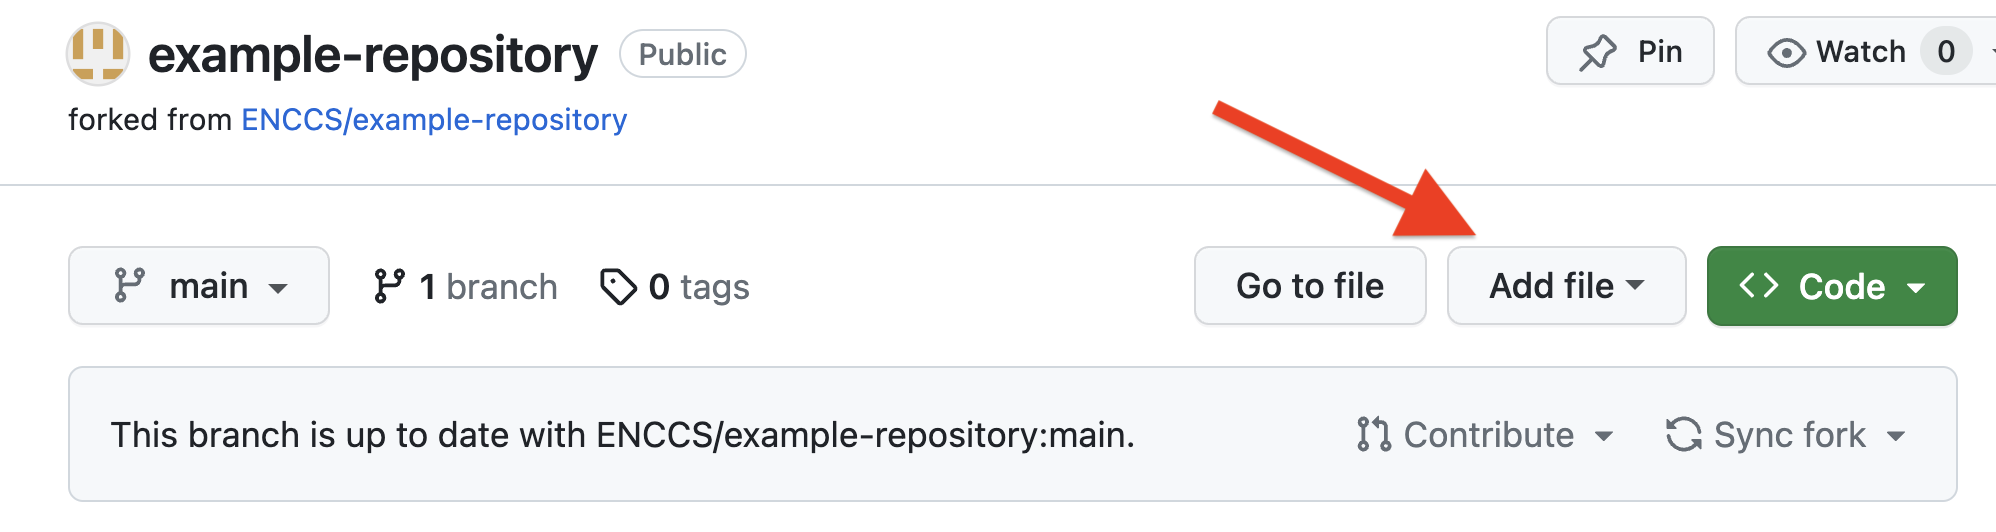 example-repository Public Pin Watch 0
forked from ENCCS/example-repository
main 1 branch 0 tags Go to file Add file Code
This branch is up to date with ENCCS/example-repository:main. Contribute Sync fork